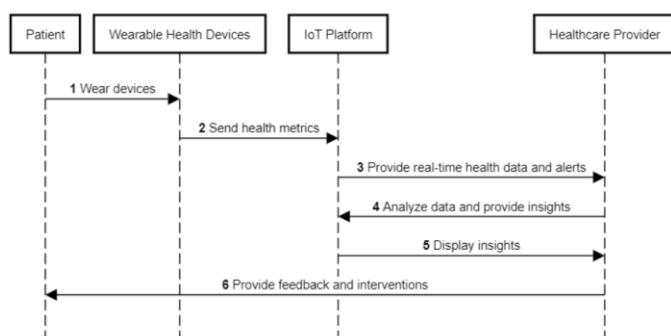 Patient
Wearable Health Devices
IoT Platform
Healthcare Provider
1 Wear devices
2 Send health metrics
3 Provide real-time health data and alerts
4 Analyze data and provide insights
5 Display insights
6 Provide feedback and interventions